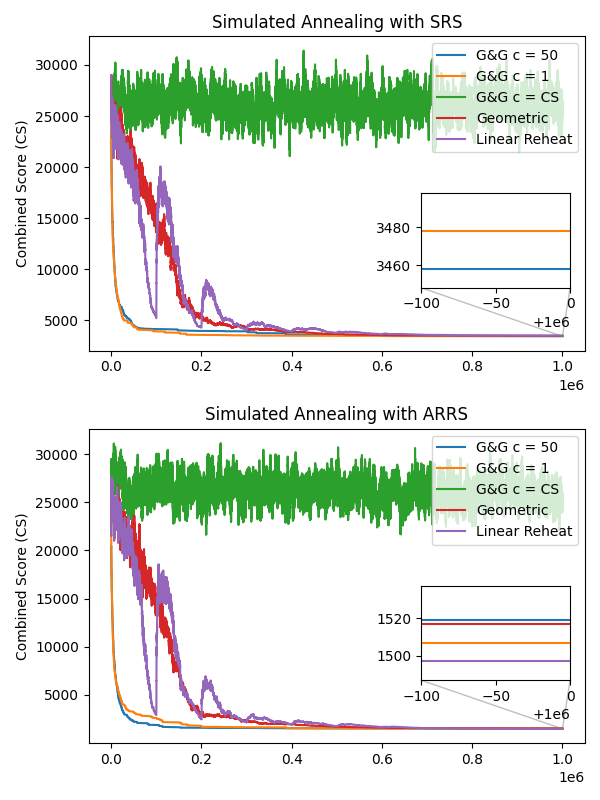 Simulated Annealing with SRS
Combined Score (CS)
30000
25000
20000
15000
10000
5000
G&G c = 50
G&G c = 1
G&G c = CS
Geometric
Linear Reheat
3480
3460
−100
−50
0
+1e6
0.0
0.2
0.4
0.6
0.8
1.0
1e6
Simulated Annealing with ARRS
Combined Score (CS)
30000
25000
20000
15000
10000
5000
G&G c = 50
G&G c = 1
G&G c = CS
Geometric
Linear Reheat
1520
1500
−100
−50
0
+1e6
0.0
0.2
0.4
0.6
0.8
1.0
1e6